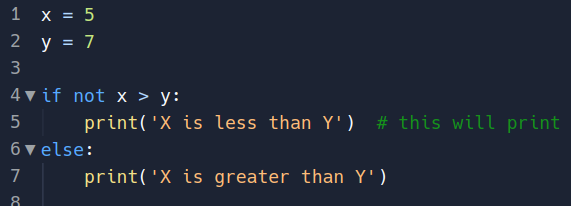 1 x = 5
2 y = 7
3
4 ▼ if not x > y:
5     print('X is less than Y')  # this will print
6 ▼ else:
7     print('X is greater than Y')
8